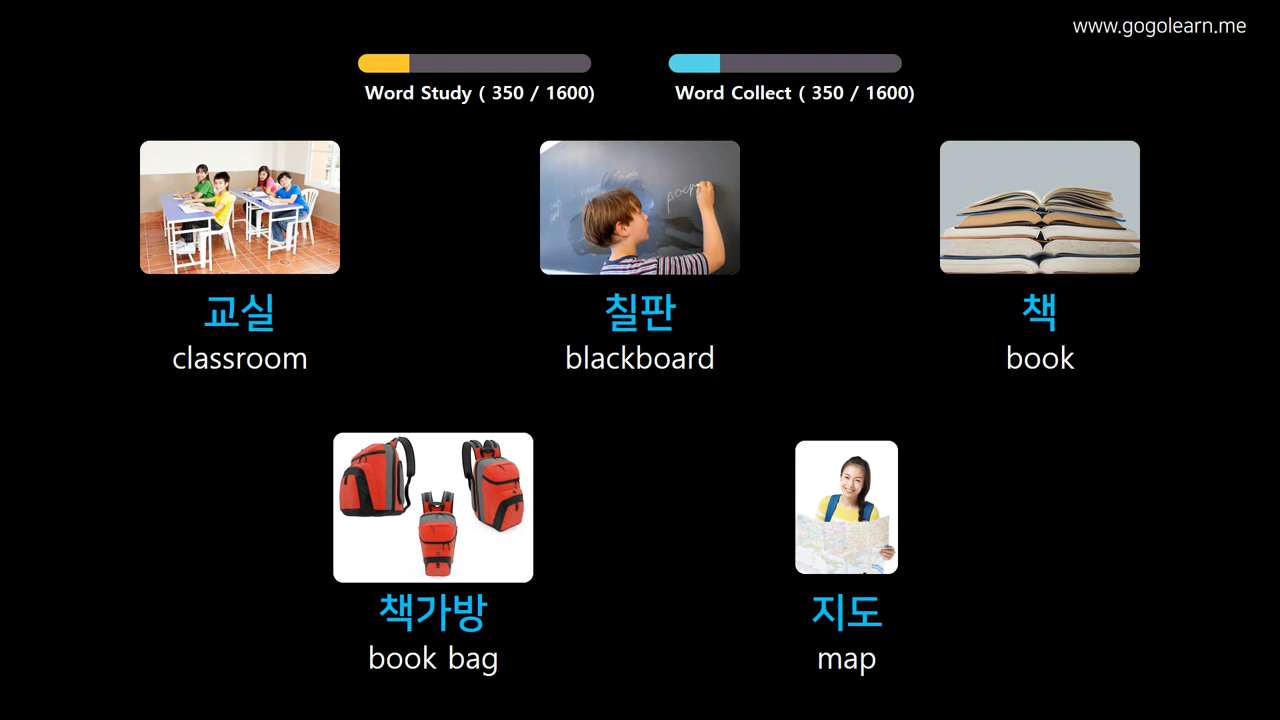 www.gogolearn.me
Word Study ( 350 / 1600)
Word Collect ( 350 / 1600)
교실
classroom
칠판
blackboard
책
book
책가방
book bag
지도
map